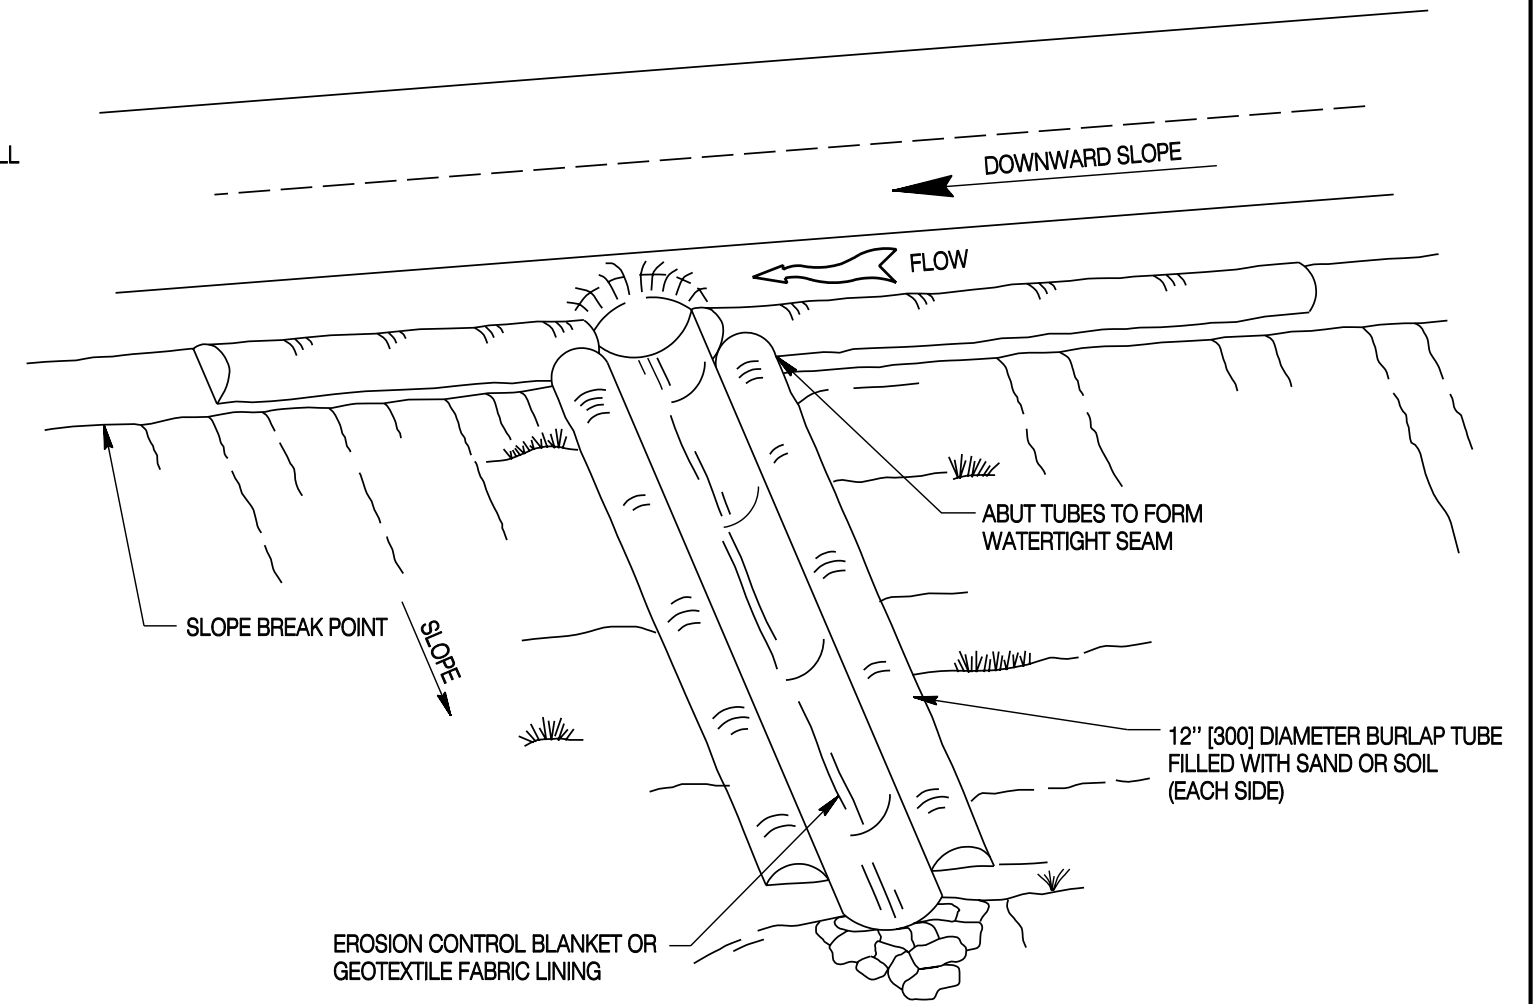 DOWNWARD SLOPE
FLOW
ABUT TUBES TO FORM
WATERTIGHT SEAM
SLOPE BREAK POINT
SLOPE
12'' [300] DIAMETER BURLAP TUBE
FILLED WITH SAND OR SOIL
(EACH SIDE)
EROSION CONTROL BLANKET OR
GEOTEXTILE FABRIC LINING